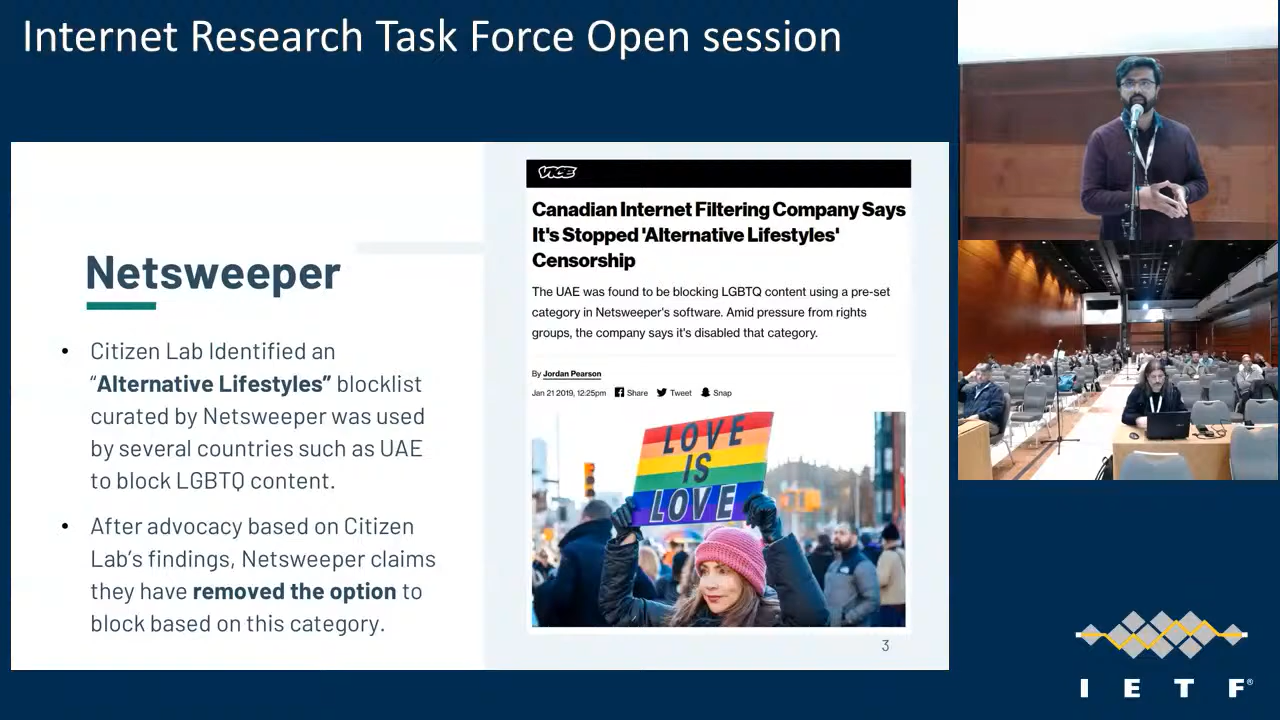 Internet Research Task Force Open session
Netsweeper
• Citizen Lab Identified an
“Alternative Lifestyles” blocklist
curated by Netsweeper was used
by several countries such as UAE
to block LGBTQ content.
• After advocacy based on Citizen
Lab’s findings, Netsweeper claims
they have removed the option to
block based on this category.
VICE
Canadian Internet Filtering Company Says
It's Stopped 'Alternative Lifestyles'
Censorship
The UAE was found to be blocking LGBTQ content using a pre-set
category in Netsweeper's software. Amid pressure from rights
groups, the company says it's disabled that category.
By Jordan Pearson
Jan 21 2019, 12:25pm Share Tweet Snap
LOVE
IS
LOVE
3
IETF®